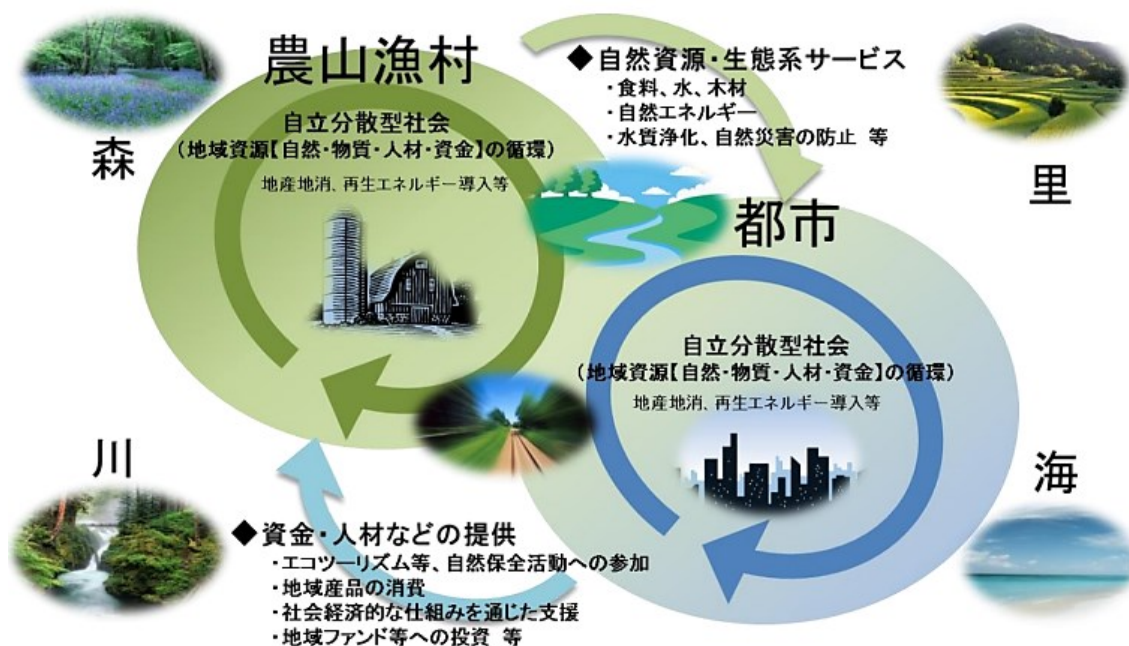 農山漁村
自立分散型社会
(地域資源【自然・物質・人材・資金】の循環)
地産地消、再生エネルギー導入等
◆自然資源・生態系サービス
・食料、水、木材
・自然エネルギー
・水質浄化、自然災害の防止 等
森
里
都市
自立分散型社会
(地域資源【自然・物質・人材・資金】の循環)
地産地消、再生エネルギー導入等
川
海
◆資金・人材などの提供
・エコツーリズム等、自然保全活動への参加
・地域産品の消費
・社会経済的な仕組みを通じた支援
・地域ファンド等への投資 等